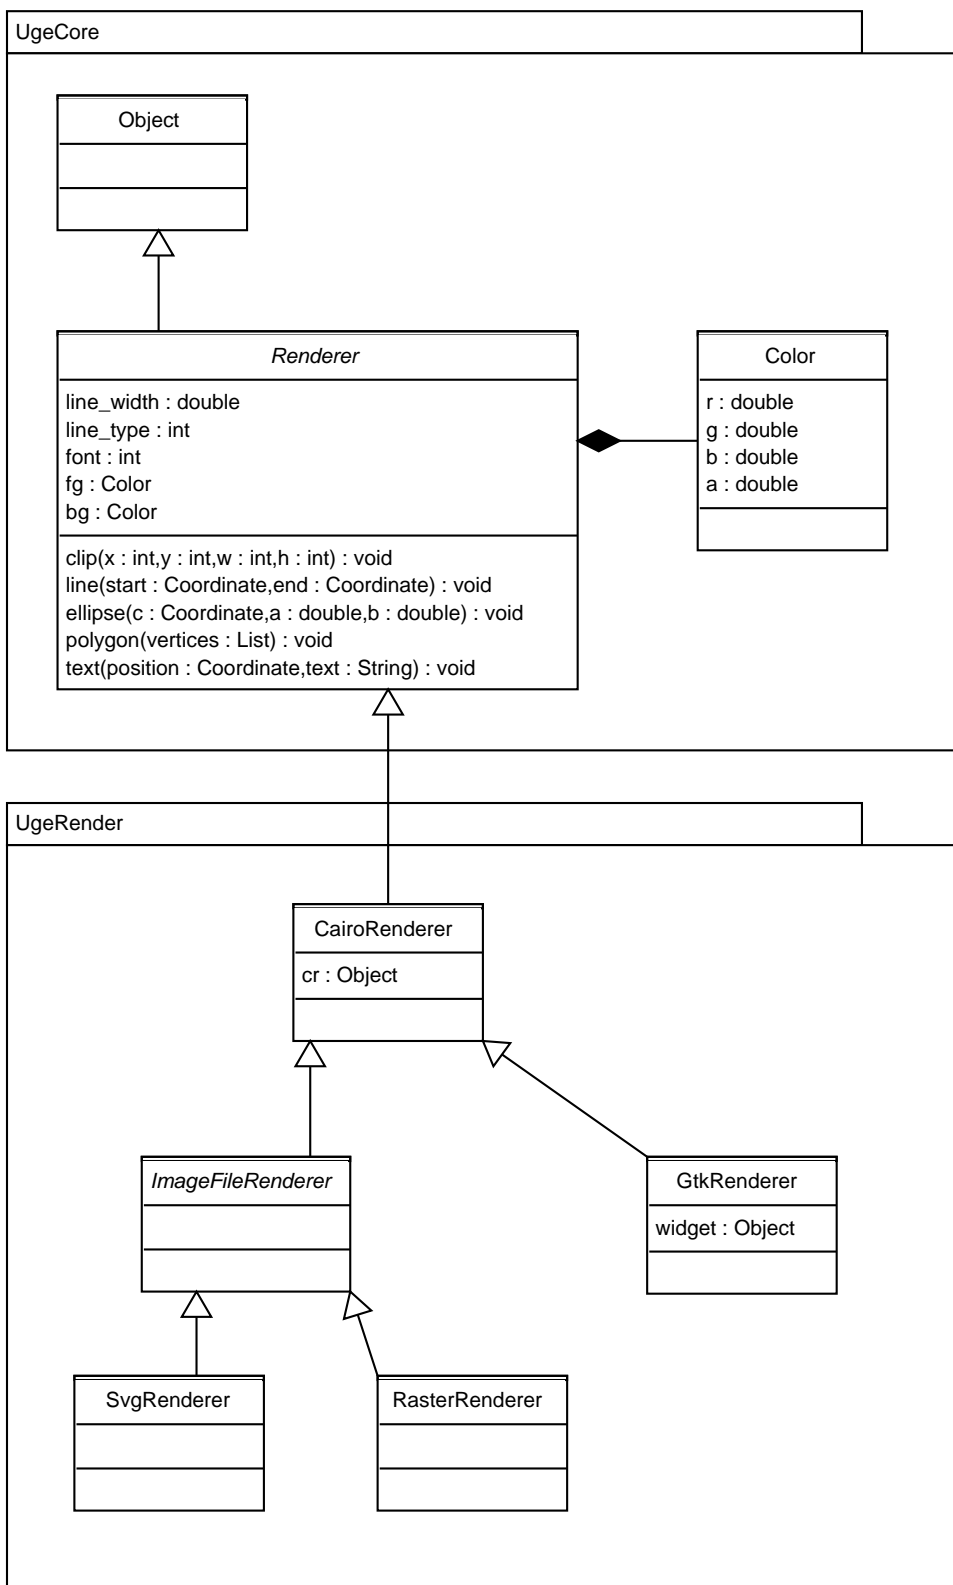 UgeCore
Object
Renderer
line_width : double
line_type : int
font : int
fg : Color
bg : Color
clip(x : int,y : int,w : int,h : int) : void
line(start : Coordinate,end : Coordinate) : void
ellipse(c : Coordinate,a : double,b : double) : void
polygon(vertices : List) : void
text(position : Coordinate,text : String) : void
Color
r : double
g : double
b : double
a : double
UgeRender
CairoRenderer
cr : Object
ImageFileRenderer
GtkRenderer
widget : Object
SvgRenderer
RasterRenderer